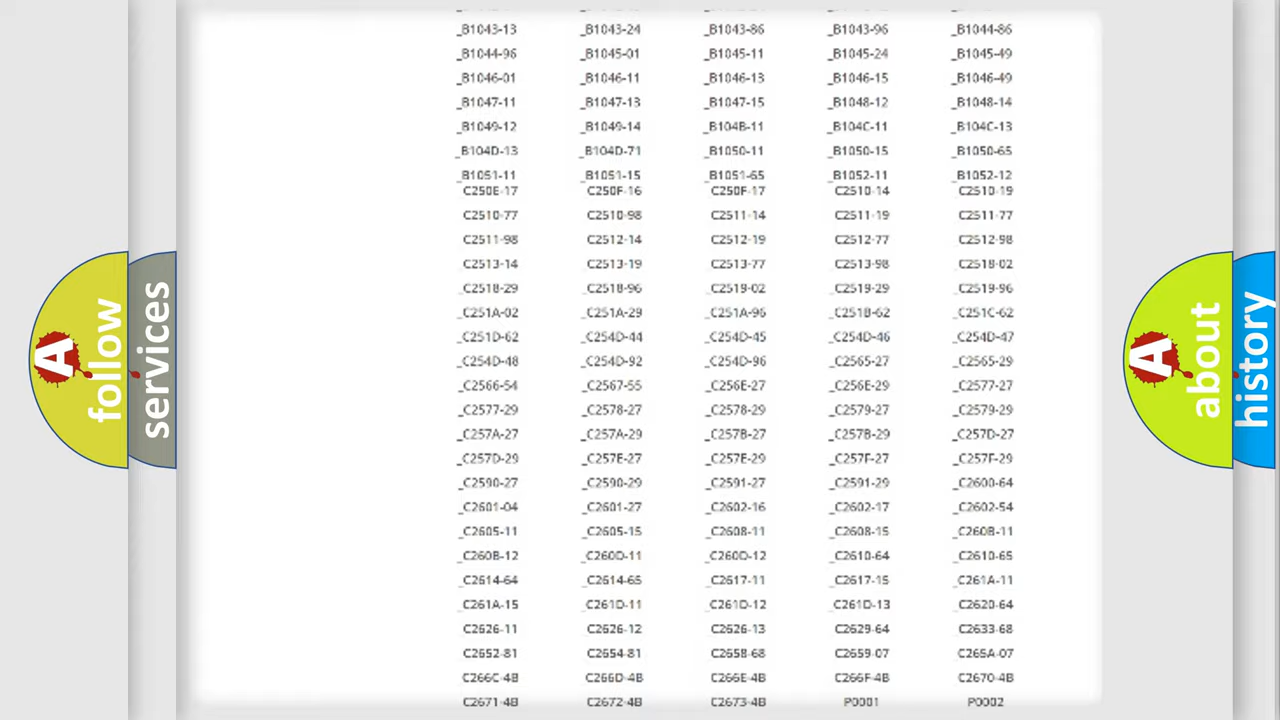 _B1043-13 _B1043-24 _B1043-86 _B1043-96 _B1044-86
_B1044-96 _B1045-01 _B1045-11 _B1045-24 _B1045-49
_B1046-01 _B1046-11 _B1046-13 _B1046-15 _B1046-49
_B1047-11 _B1047-13 _B1047-15 _B1048-12 _B1048-14
_B1049-12 _B1049-14 _B104B-11 _B104C-11 _B104C-13
_B104D-13 _B104D-71 _B1050-11 _B1050-15 _B1050-65
_B1051-11 _B1051-15 _B1051-65 _B1052-11 _B1052-12
C250E-17 C250F-16 C250F-17 C2510-14 C2510-19
C2510-77 C2510-98 C2511-14 C2511-19 C2511-77
C2511-98 C2512-14 C2512-19 C2512-77 C2512-98
C2513-14 C2513-19 C2513-77 C2513-98 C2518-02
_C2518-29 _C2518-96 _C2519-02 _C2519-29 _C2519-96
_C251A-02 _C251A-29 _C251A-96 _C251B-62 _C251C-62
_C251D-62 _C254D-44 _C254D-45 _C254D-46 _C254D-47
_C254D-48 _C254D-92 _C254D-96 _C2565-27 _C2565-29
_C2566-54 _C2567-55 _C256E-27 _C256E-29 _C2577-27
_C2577-29 _C2578-27 _C2578-29 _C2579-27 _C2579-29
_C257A-27 _C257A-29 _C257B-27 _C257B-29 _C257D-27
_C257D-29 _C257E-27 _C257E-29 _C257F-27 _C257F-29
_C2590-27 _C2590-29 _C2591-27 _C2591-29 _C2600-64
_C2601-04 _C2601-27 _C2602-16 _C2602-17 _C2602-54
_C2605-11 _C2605-15 _C2608-11 _C2608-15 _C260B-11
_C260B-12 _C260D-11 _C260D-12 _C2610-64 _C2610-65
_C2614-64 _C2614-65 _C2617-11 _C2617-15 _C261A-11
_C261A-15 _C261D-11 _C261D-12 _C261D-13 _C2620-64
C2626-11 C2626-12 C2626-13 C2629-64 C2633-68
C2652-81 C2654-81 C2658-68 C2659-07 C265A-07
C266C-4B C266D-4B C266E-4B C266F-4B C2670-4B
C2671-4B C2672-4B C2673-4B P0001 P0002
A follow
services
A about
history